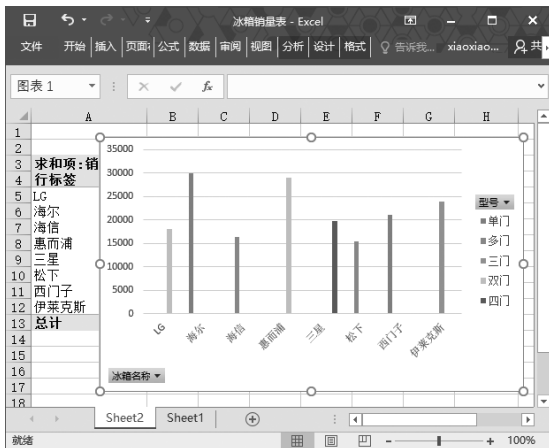 冰箱销量表 - Excel
文件 开始 插入 页面 公式 数据 审阅 视图 分析 设计 格式 告诉我... xiaoxiao... 共
图表 1 fx
A B C D E F G H
1
2
3 求和项:销
4 行标签
5 LG
6 海尔
7 海信
8 惠而浦
9 三星
10 松下
11 西门子
12 伊莱克斯
13 总计
14
15
16
17
18
35000
30000
25000
20000
15000
10000
5000
0
LG 海尔 海信 惠而浦 三星 松下 西门子 伊莱克斯
型号
单门
多门
三门
双门
四门
冰箱名称
Sheet2 Sheet1
就绪 100%